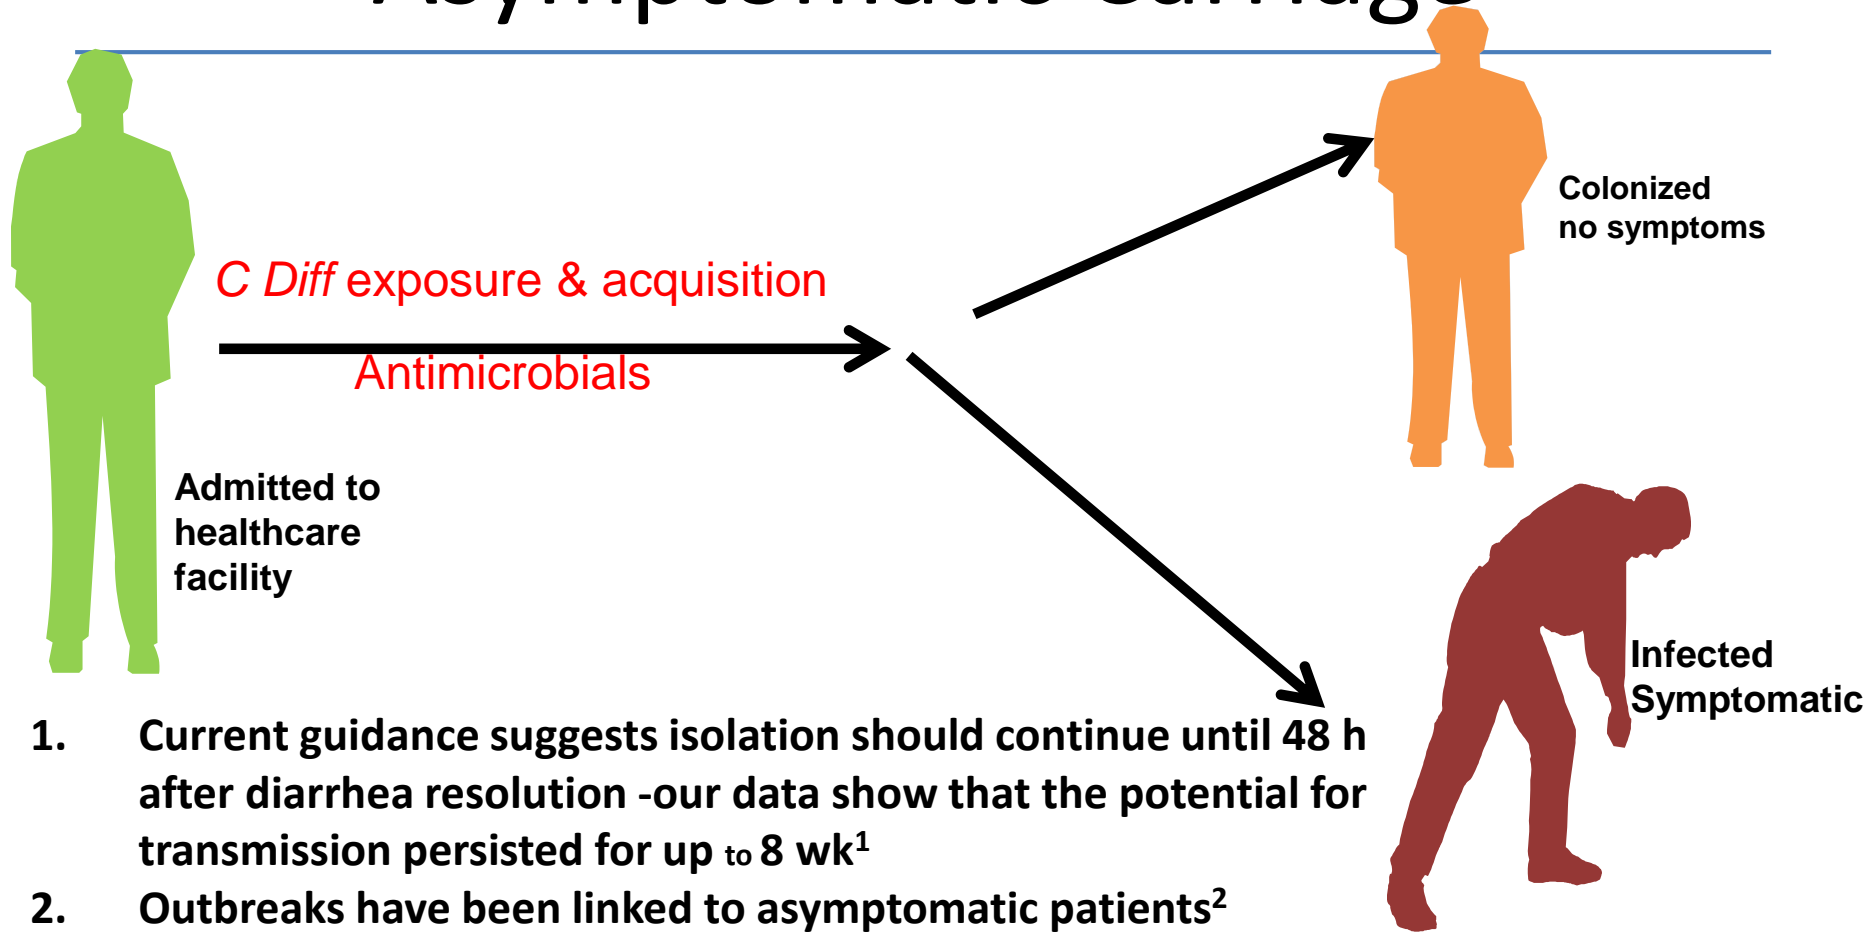 Asymptomatic Carriage
Colonized
no symptoms
C Diff exposure & acquisition
Antimicrobials
Admitted to
healthcare
facility
Infected
Symptomatic
1. Current guidance suggests isolation should continue until 48 h
after diarrhea resolution -our data show that the potential for
transmission persisted for up to 8 wk1
2. Outbreaks have been linked to asymptomatic patients2